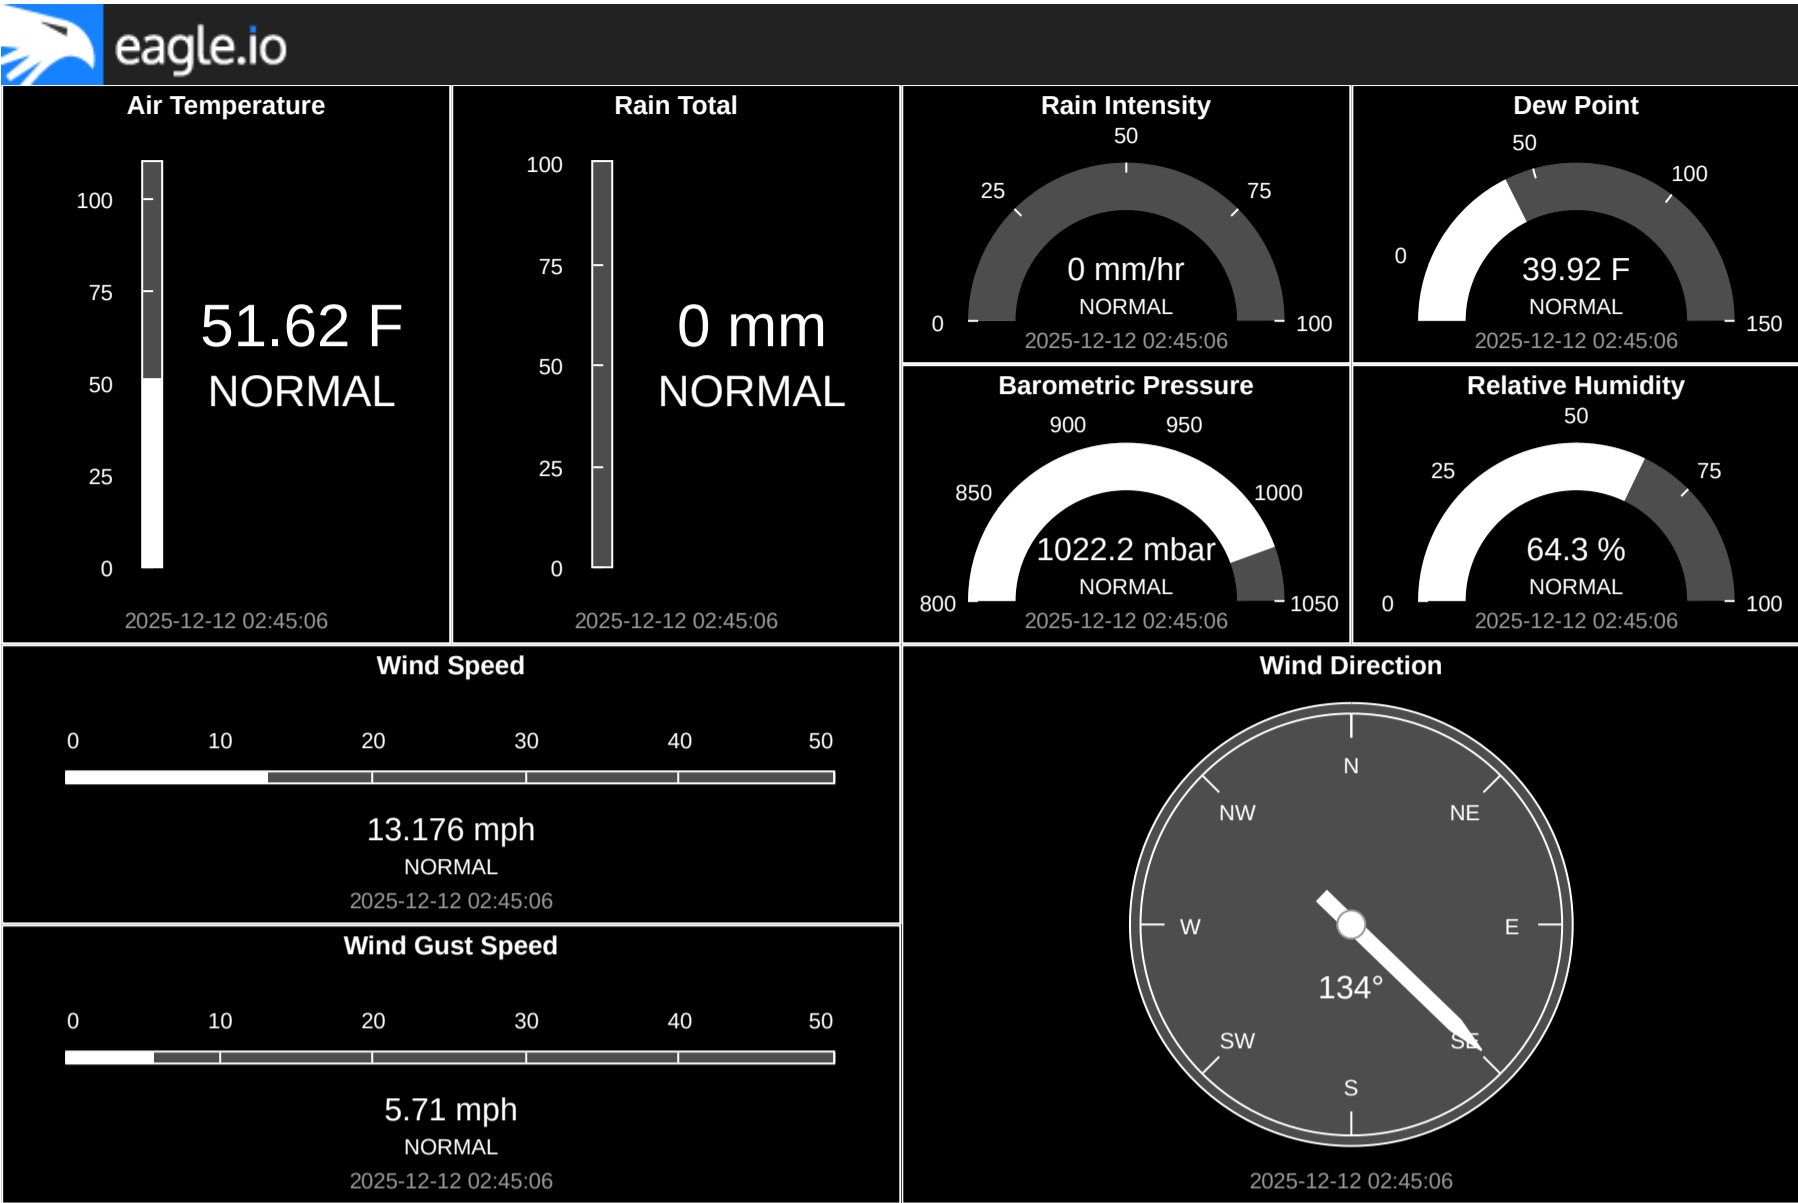 eagle.io
Air Temperature
100
75
50
25
0
51.62 F
NORMAL
2025-12-12 02:45:06
Rain Total
100
75
50
25
0
0 mm
NORMAL
2025-12-12 02:45:06
Rain Intensity
50
25
75
0
100
0 mm/hr
NORMAL
2025-12-12 02:45:06
Dew Point
50
100
0
150
39.92 F
NORMAL
2025-12-12 02:45:06
Barometric Pressure
900
950
850
1000
800
1050
1022.2 mbar
NORMAL
2025-12-12 02:45:06
Relative Humidity
50
25
75
0
100
64.3 %
NORMAL
2025-12-12 02:45:06
Wind Speed
0 10 20 30 40 50
13.176 mph
NORMAL
2025-12-12 02:45:06
Wind Gust Speed
0 10 20 30 40 50
5.71 mph
NORMAL
2025-12-12 02:45:06
Wind Direction
N
NW NE
W E
134°
SW SE
S
2025-12-12 02:45:06